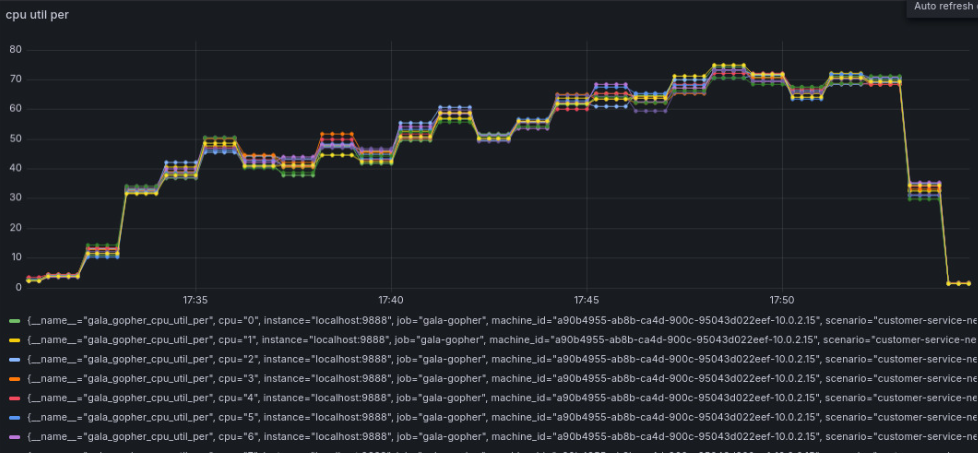 Auto refresh
cpu util per
80
70
60
50
40
30
20
10
0
17:35 17:40 17:45 17:50
{__name__="gala_gopher_cpu_util_per", cpu="0", instance="localhost:9888", job="gala-gopher", machine_id="a90b4955-ab8b-ca4d-900c-95043d022eef-10.0.2.15", scenario="customer-service-ne
{__name__="gala_gopher_cpu_util_per", cpu="1", instance="localhost:9888", job="gala-gopher", machine_id="a90b4955-ab8b-ca4d-900c-95043d022eef-10.0.2.15", scenario="customer-service-ne
{__name__="gala_gopher_cpu_util_per", cpu="2", instance="localhost:9888", job="gala-gopher", machine_id="a90b4955-ab8b-ca4d-900c-95043d022eef-10.0.2.15", scenario="customer-service-ne
{__name__="gala_gopher_cpu_util_per", cpu="3", instance="localhost:9888", job="gala-gopher", machine_id="a90b4955-ab8b-ca4d-900c-95043d022eef-10.0.2.15", scenario="customer-service-ne
{__name__="gala_gopher_cpu_util_per", cpu="4", instance="localhost:9888", job="gala-gopher", machine_id="a90b4955-ab8b-ca4d-900c-95043d022eef-10.0.2.15", scenario="customer-service-ne
{__name__="gala_gopher_cpu_util_per", cpu="5", instance="localhost:9888", job="gala-gopher", machine_id="a90b4955-ab8b-ca4d-900c-95043d022eef-10.0.2.15", scenario="customer-service-ne
{__name__="gala_gopher_cpu_util_per", cpu="6", instance="localhost:9888", job="gala-gopher", machine_id="a90b4955-ab8b-ca4d-900c-95043d022eef-10.0.2.15", scenario="customer-service-ne